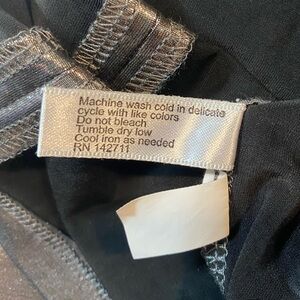 Machine wash cold in delicate
cycle with like colors
Do not bleach
Tumble dry low
Cool iron as needed
RN 142711